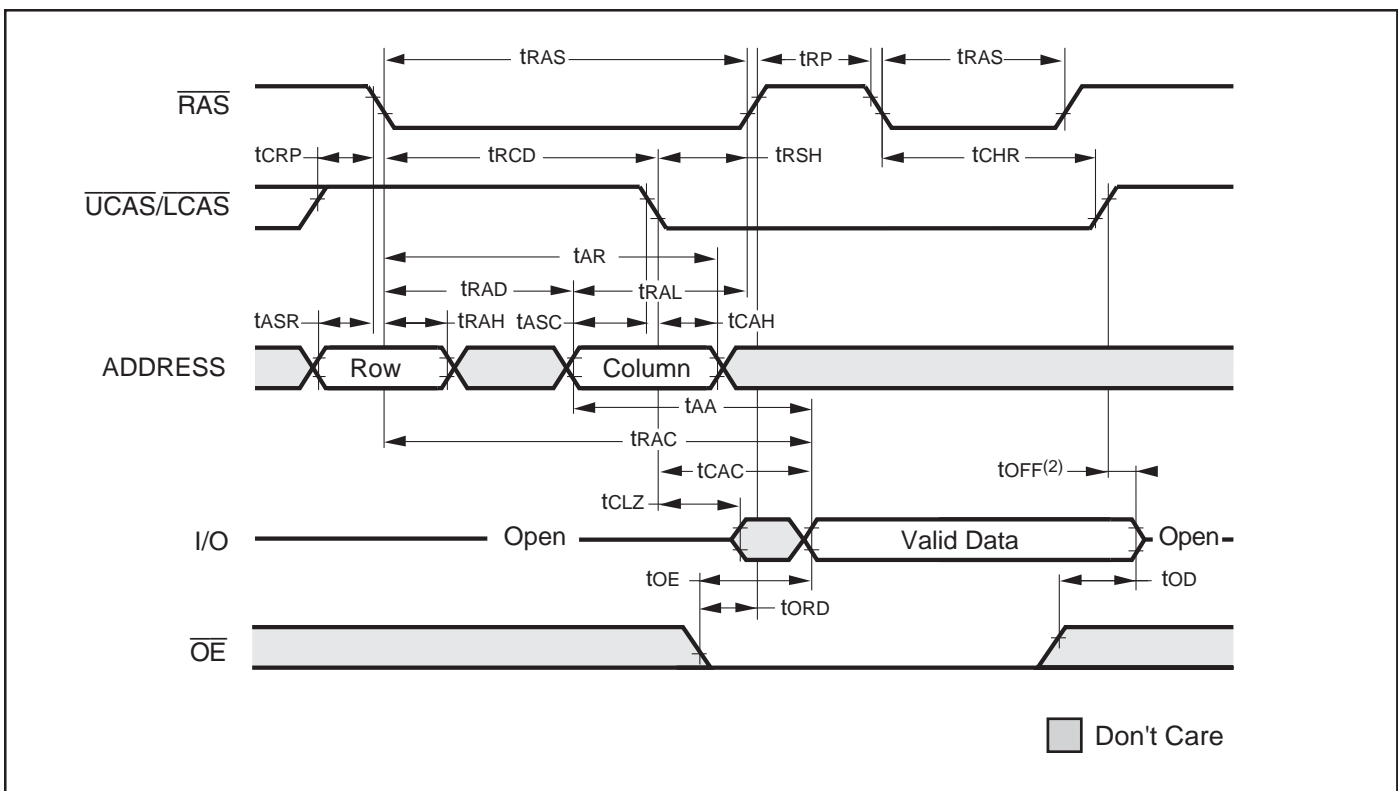 tRAS tRP tRAS
RAS
tCRP tRCD tRSH tCHR
UCAS/LCAS
tAR
tRAD tRAL
tASR tRAH tASC tCAH
ADDRESS Row Column
tAA
tRAC
tCAC tOFF(2)
tCLZ
I/O Open Valid Data Open
tOE tOD
tORD
OE
Don't Care